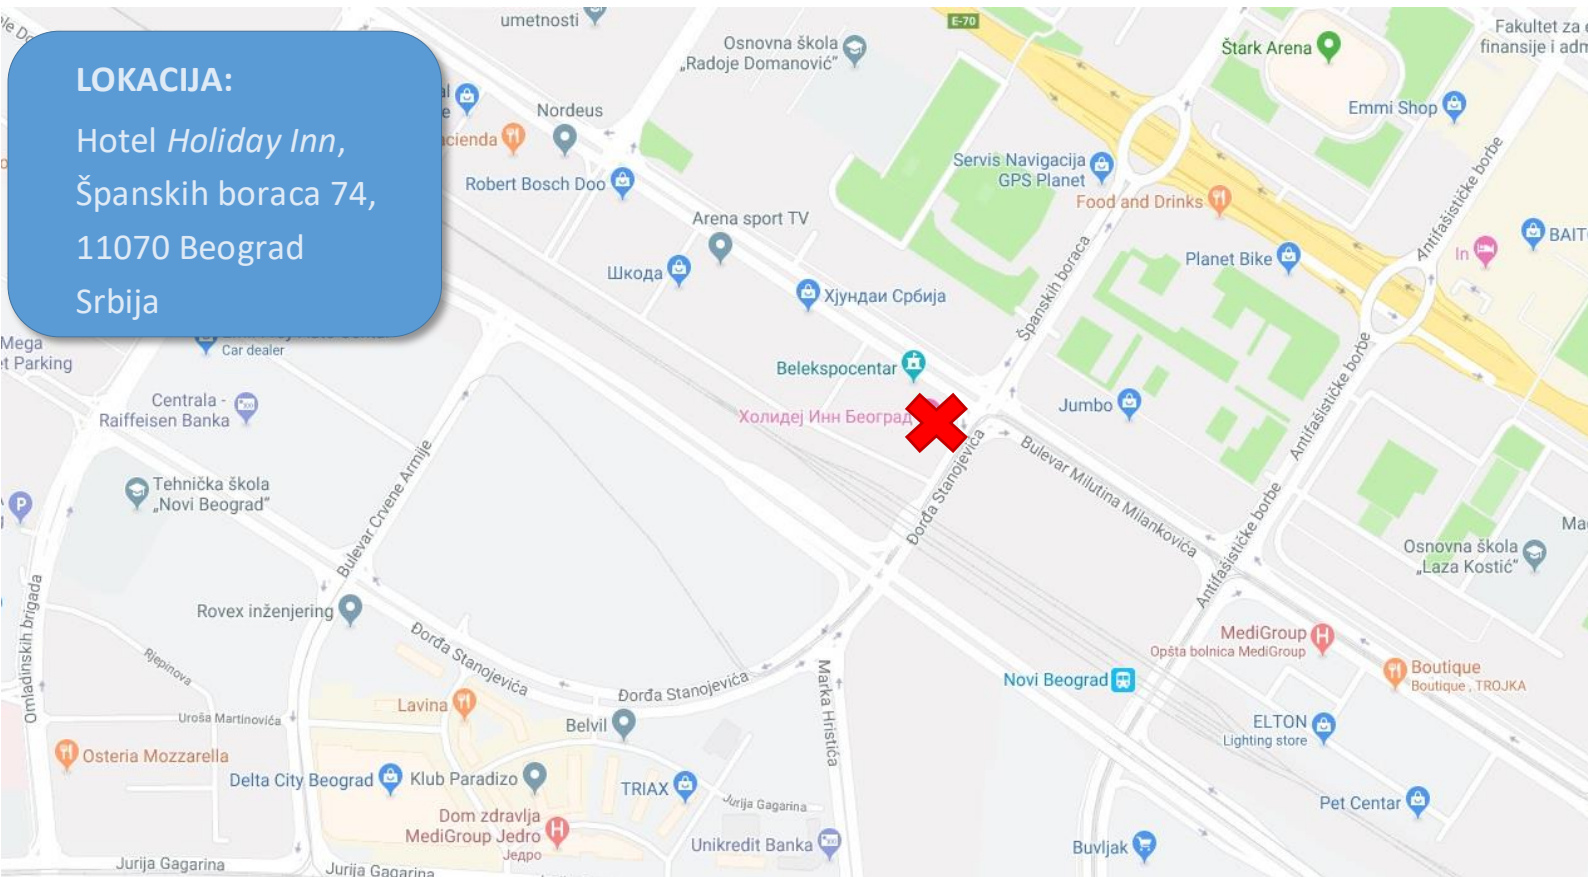 LOKACIJA:
Hotel Holiday Inn,
Španskih boraca 74,
11070 Beograd
Srbija
umetnosti
E-70
Osnovna škola
„Radoje Domanović“
Štark Arena
Fakultet za
finansije i adm
Nordeus
Emmi Shop
Robert Bosch Doo
Servis Navigacija
GPS Planet
Food and Drinks
Antifašističke borbe
Arena sport TV
Шкода
Хјундаи Србија
Španskih boraca
Planet Bike
In
BAIT
Mega
Parking
Car dealer
Belekspocentar
Холидеј Инн Београд
Jumbo
Antifašističke borbe
Centrala -
Raiffeisen Banka
Bulevar Crvene Armije
Đorđa Stanojevića
Bulevar Milutina Milankovića
Tehnička škola
„Novi Beograd“
P
Antifašističke borbe
Osnovna škola
„Laza Kostić“
Omladinskih brigada
Rovex inženjering
Rjepinova
Đorđa Stanojevića
Đorđa Stanojevića
Marka Hristića
MediGroup
Opšta bolnica MediGroup
Boutique
Boutique , TROJKA
Novi Beograd
Uroša Martinovića
Lavina
Belvil
ELTON
Lighting store
Osteria Mozzarella
Delta City Beograd
Klub Paradizo
TRIAX
Jurija Gagarina
Pet Centar
Dom zdravlja
MediGroup Jedro
Једро
Unikredit Banka
Buvljak
Jurija Gagarina
Jurija Gagarina